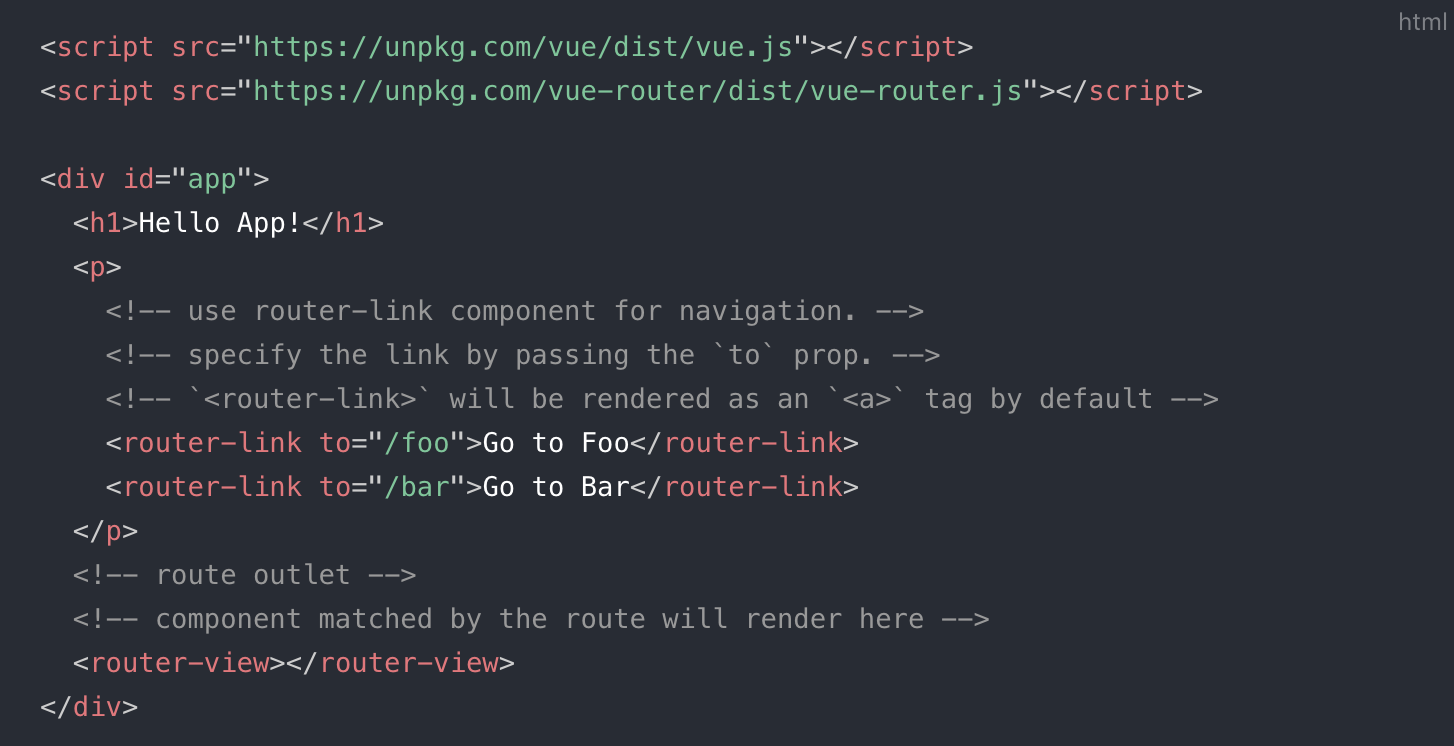 html
<script src="https://unpkg.com/vue/dist/vue.js"></script>
<script src="https://unpkg.com/vue-router/dist/vue-router.js"></script>

<div id="app">
  <h1>Hello App!</h1>
  <p>
    <!-- use router-link component for navigation. -->
    <!-- specify the link by passing the `to` prop. -->
    <!-- `<router-link>` will be rendered as an `<a>` tag by default -->
    <router-link to="/foo">Go to Foo</router-link>
    <router-link to="/bar">Go to Bar</router-link>
  </p>
  <!-- route outlet -->
  <!-- component matched by the route will render here -->
  <router-view></router-view>
</div>